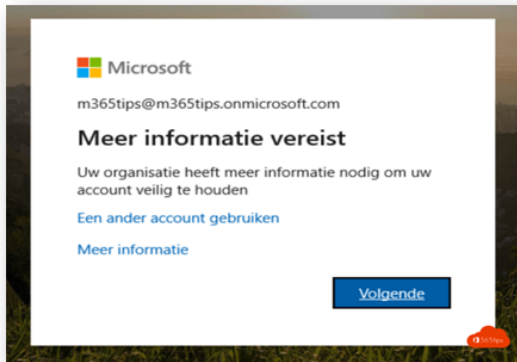 Microsoft
m365tips@m365tips.onmicrosoft.com
Meer informatie vereist
Uw organisatie heeft meer informatie nodig om uw
account veilig te houden
Een ander account gebruiken
Meer informatie
Volgende
365tips